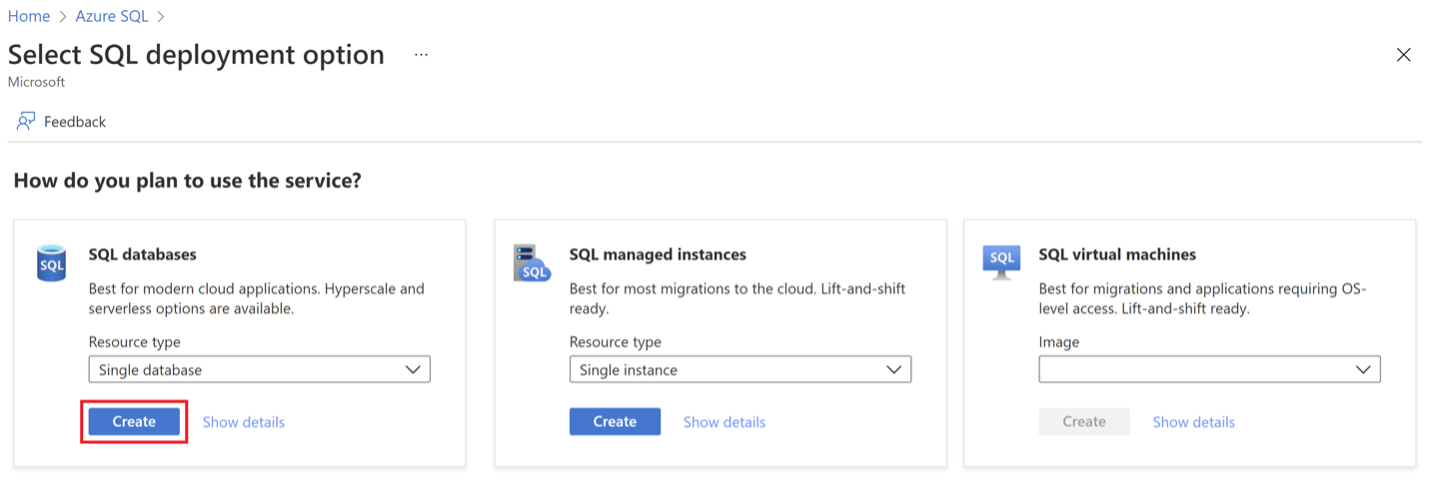 Home > Azure SQL >
Select SQL deployment option ...
Microsoft
Feedback
How do you plan to use the service?
SQL
SQL databases
Best for modern cloud applications. Hyperscale and
serverless options are available.
Resource type
Single database
Create Show details
SQL
SQL managed instances
Best for most migrations to the cloud. Lift-and-shift
ready.
Resource type
Single instance
Create Show details
SQL
SQL virtual machines
Best for migrations and applications requiring OS-
level access. Lift-and-shift ready.
Image
Create Show details